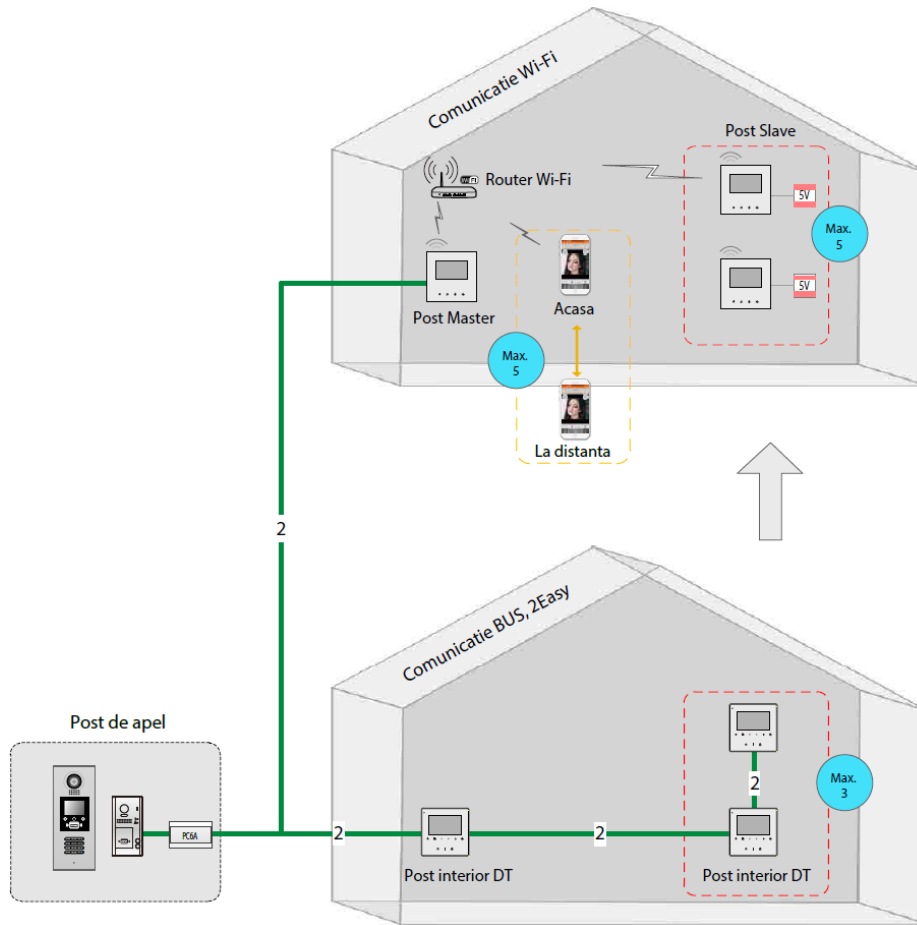 Comunicatie Wi-Fi
Post Slave
Wi Fi
Router Wi-Fi
5V
Max.
5
Acasa
Post Master
5V
Max.
5
La distanta
2
Comunicatie BUS, 2Easy
Post de apel
2
Max.
3
PC6A
2
2
Post interior DT
Post interior DT